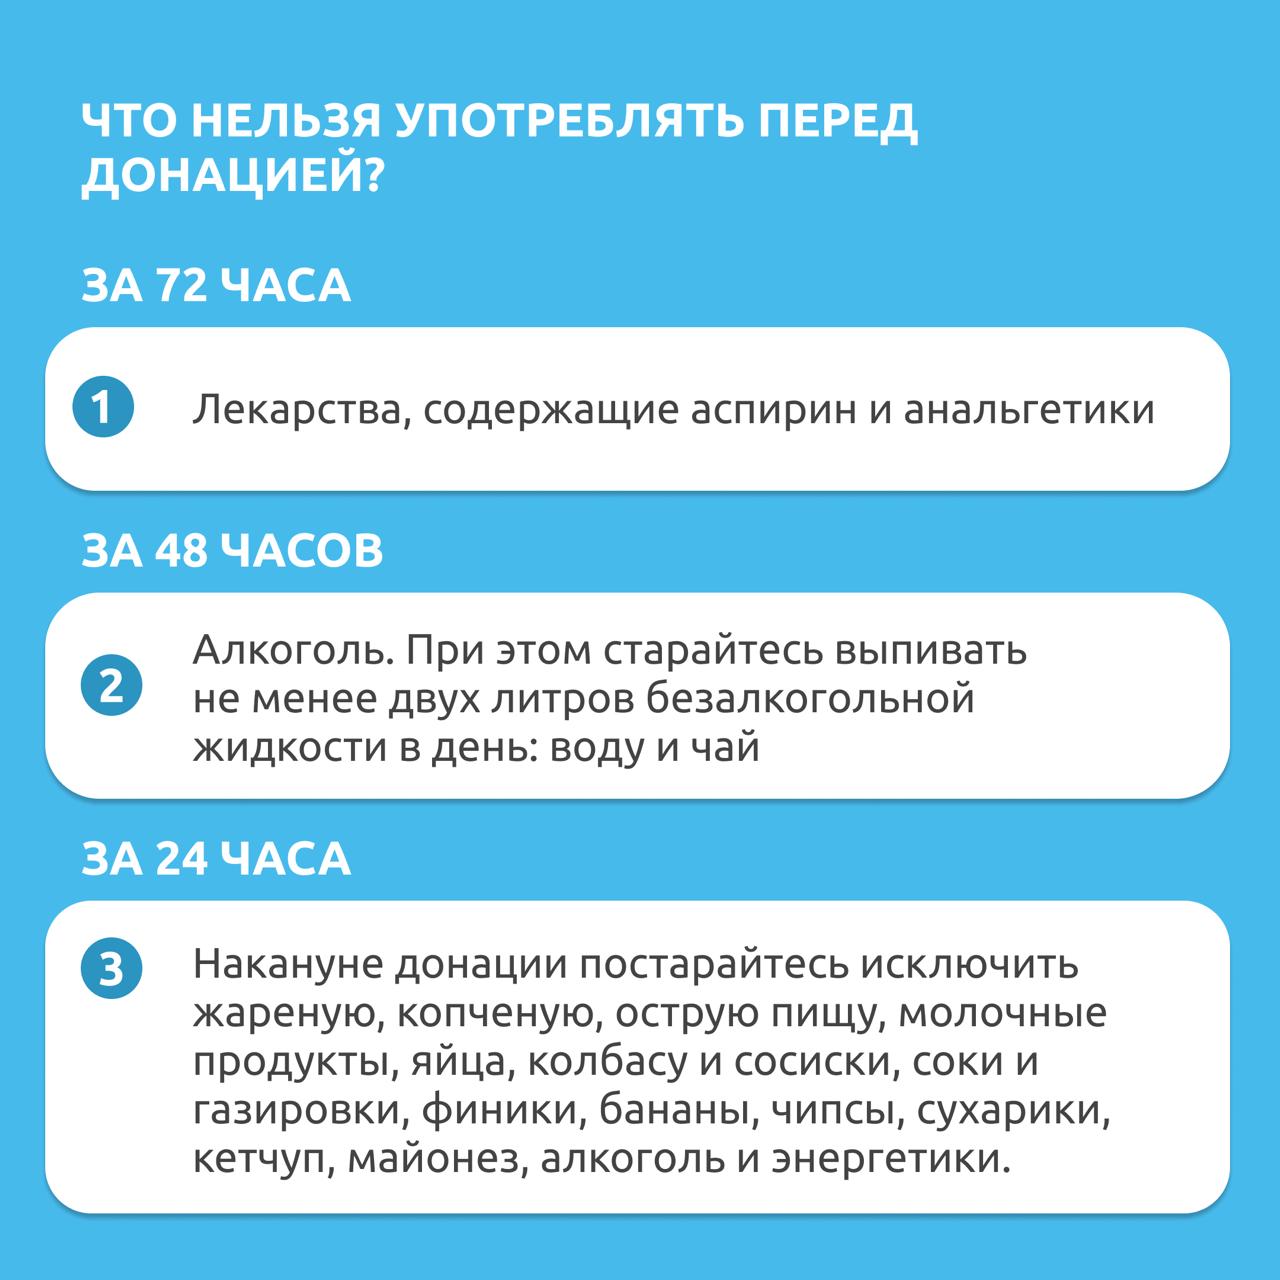 ЧТО НЕЛЬЗЯ УПОТРЕБЛЯТЬ ПЕРЕД
ДОНАЦИЕЙ?
ЗА 72 ЧАСА
1 Лекарства, содержащие аспирин и анальгетики
ЗА 48 ЧАСОВ
2 Алкоголь. При этом старайтесь выпивать
не менее двух литров безалкогольной
жидкости в день: воду и чай
ЗА 24 ЧАСА
3 Накануне донации постарайтесь исключить
жареную, копченую, острую пищу, молочные
продукты, яйца, колбасу и сосиски, соки и
газировки, финики, бананы, чипсы, сухарики,
кетчуп, майонез, алкоголь и энергетики.